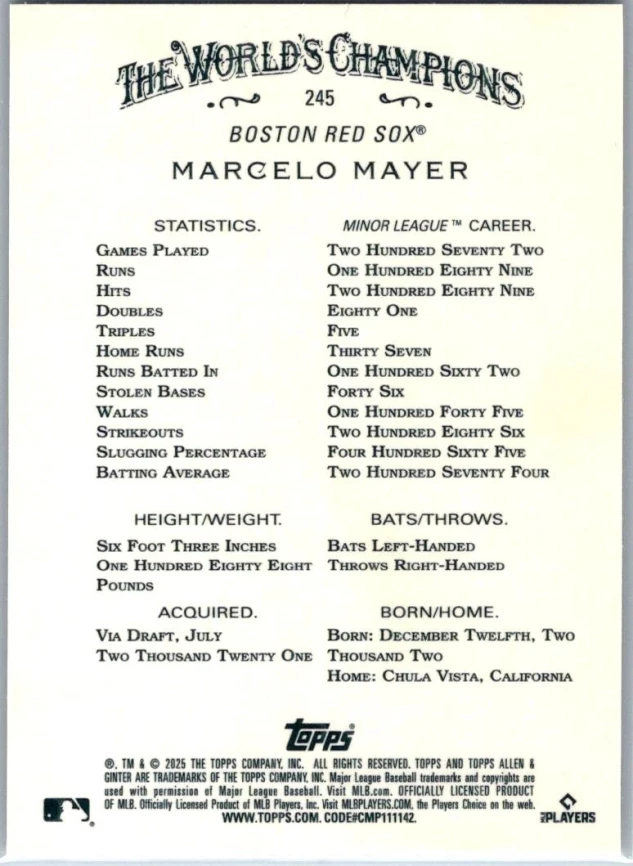 THE WORLD'S CHAMPIONS
245
BOSTON RED SOX®
MARCELO MAYER
STATISTICS. MINOR LEAGUE™ CAREER.
GAMES PLAYED TWO HUNDRED SEVENTY TWO
RUNS ONE HUNDRED EIGHTY NINE
HITS TWO HUNDRED EIGHTY NINE
DOUBLES EIGHTY ONE
TRIPLES FIVE
HOME RUNS THIRTY SEVEN
RUNS BATTED IN ONE HUNDRED SIXTY TWO
STOLEN BASES FORTY SIX
WALKS ONE HUNDRED FORTY FIVE
STRIKEOUTS TWO HUNDRED EIGHTY SIX
SLUGGING PERCENTAGE FOUR HUNDRED SIXTY FIVE
BATTING AVERAGE TWO HUNDRED SEVENTY FOUR
HEIGHT/WEIGHT. BATS/THROWS.
SIX FOOT THREE INCHES BATS LEFT-HANDED
ONE HUNDRED EIGHTY EIGHT THROWS RIGHT-HANDED
POUNDS
ACQUIRED. BORN/HOME.
VIA DRAFT, JULY BORN: DECEMBER TWELFTH, TWO
TWO THOUSAND TWENTY ONE THOUSAND TWO
HOME: CHULA VISTA, CALIFORNIA
Topps®
®, TM & © 2025 THE TOPPS COMPANY, INC. ALL RIGHTS RESERVED. TOPPS AND TOPPS ALLEN &
GINTER ARE TRADEMARKS OF THE TOPPS COMPANY, INC. Major League Baseball trademarks and copyrights are
used with permission of Major League Baseball. Visit MLB.com. OFFICIALLY LICENSED PRODUCT
OF MLB. Officially Licensed Product of MLB Players, Inc. Visit MLBPLAYERS.COM, the Players Choice on the web.
WWW.TOPPS.COM. CODE#CMP111142.
MLBPLAYERS